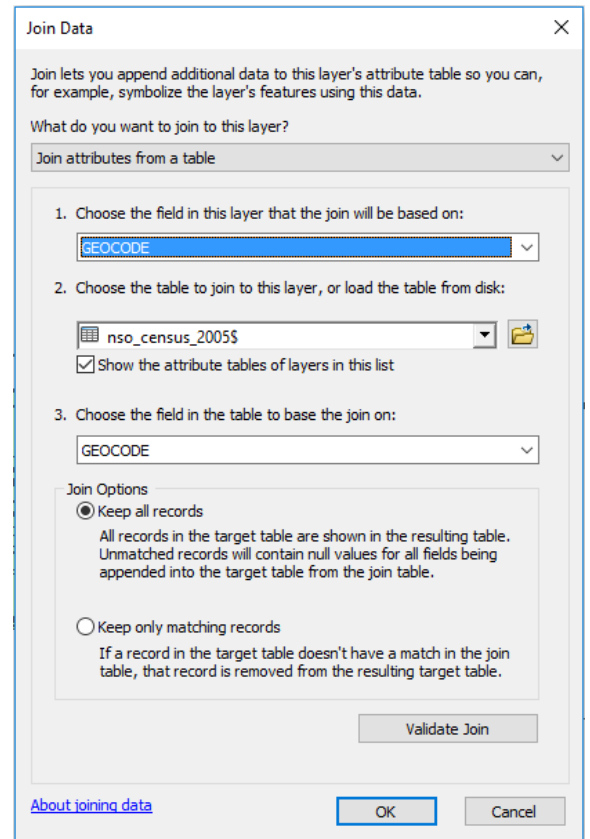 Join Data
Join lets you append additional data to this layer's attribute table so you can,
for example, symbolize the layer's features using this data.
What do you want to join to this layer?
Join attributes from a table
1. Choose the field in this layer that the join will be based on:
GEOCODE
2. Choose the table to join to this layer, or load the table from disk:
nso_census_2005$
Show the attribute tables of layers in this list
3. Choose the field in the table to base the join on:
GEOCODE
Join Options
Keep all records
All records in the target table are shown in the resulting table.
Unmatched records will contain null values for all fields being
appended into the target table from the join table.
Keep only matching records
If a record in the target table doesn't have a match in the join
table, that record is removed from the resulting target table.
Validate Join
About joining data
OK
Cancel